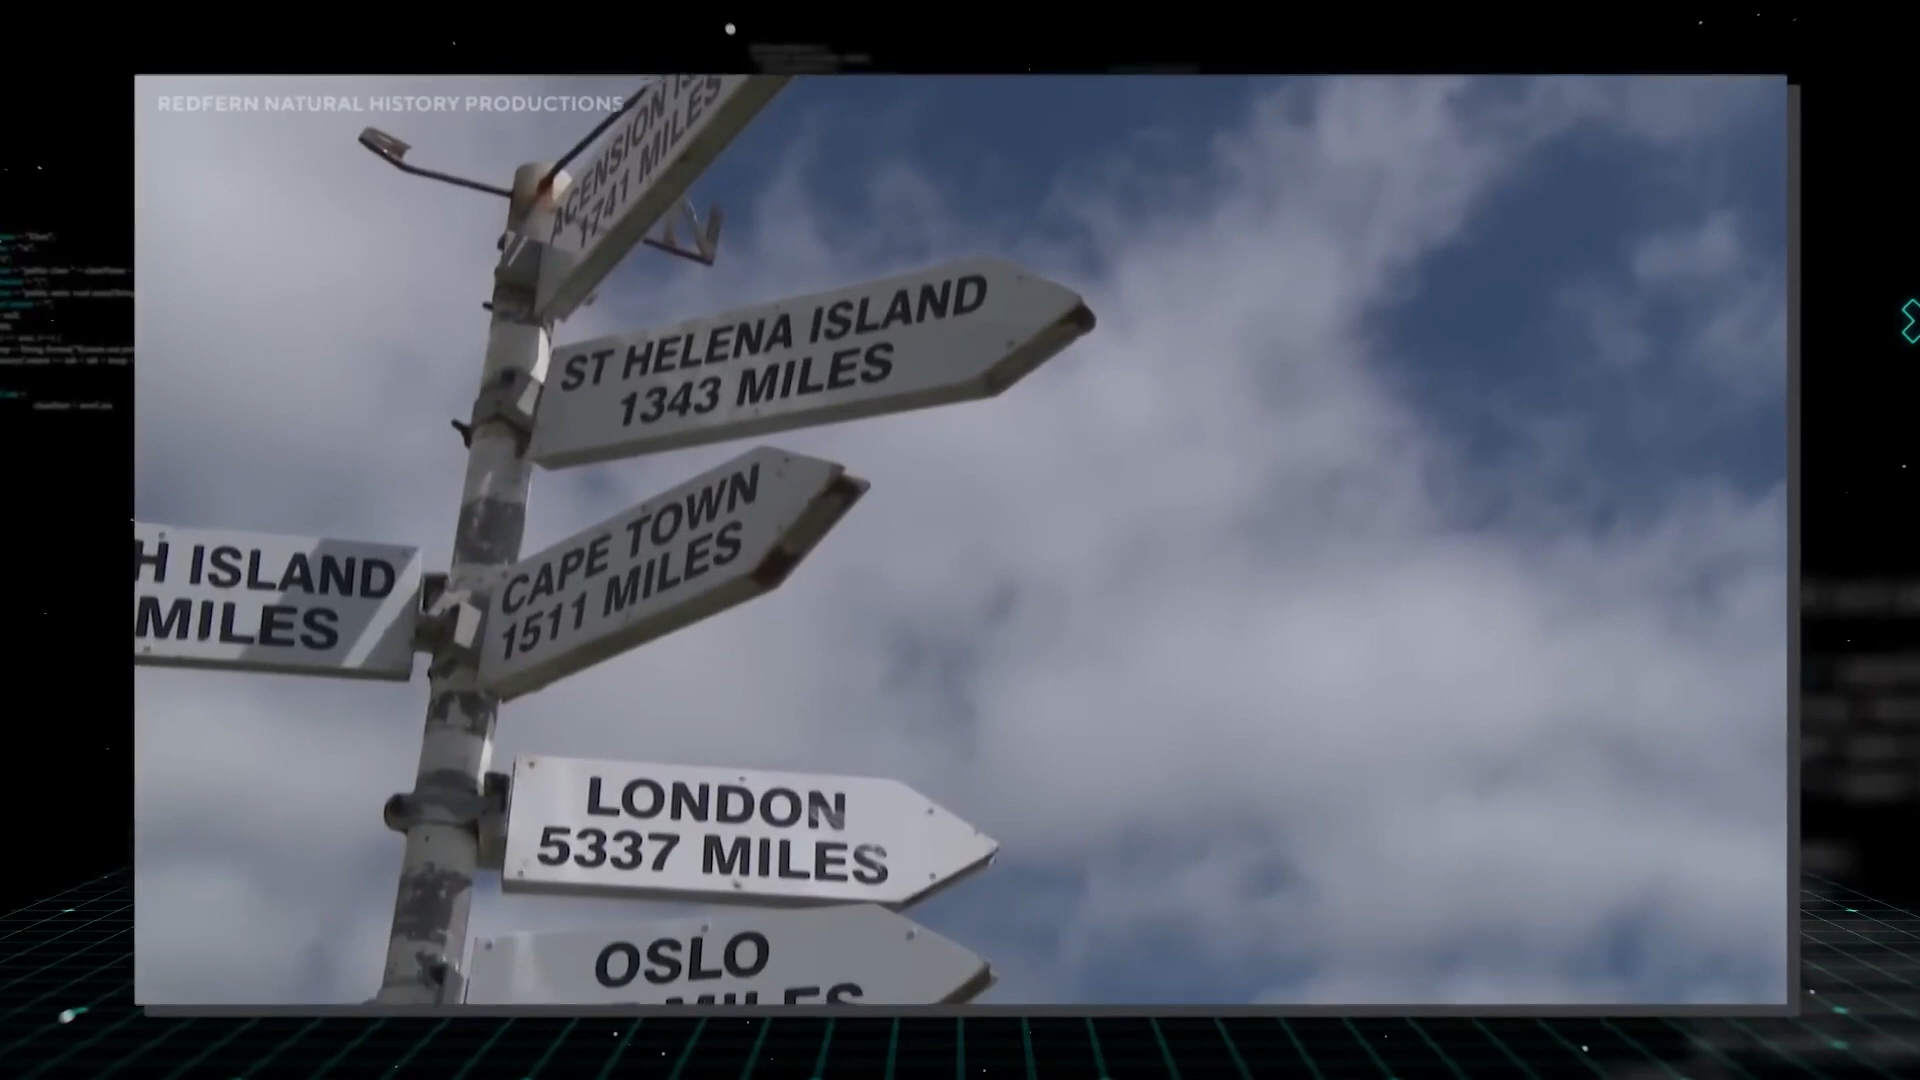 REDFERN NATURAL HISTORY PRODUCTIONS
ACENSION
1741 MILES
ST HELENA ISLAND
1343 MILES
CAPE TOWN
1511 MILES
ISLAND
MILES
LONDON
5337 MILES
OSLO
MILES